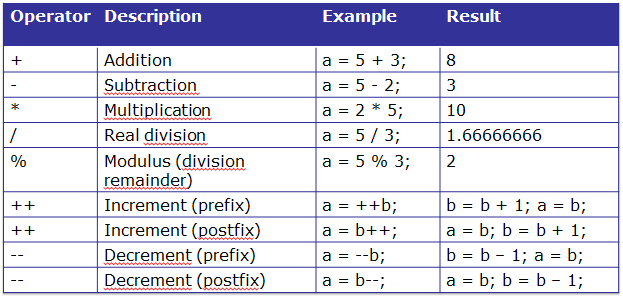 Operator Description Example Result
+ Addition a = 5 + 3; 8
- Subtraction a = 5 - 2; 3
* Multiplication a = 2 * 5; 10
/ Real division a = 5 / 3; 1.66666666
% Modulus (division remainder) a = 5 % 3; 2
++ Increment (prefix) a = ++b; b = b + 1; a = b;
++ Increment (postfix) a = b++; a = b; b = b + 1;
-- Decrement (prefix) a = --b; b = b – 1; a = b;
-- Decrement (postfix) a = b--; a = b; b = b – 1;